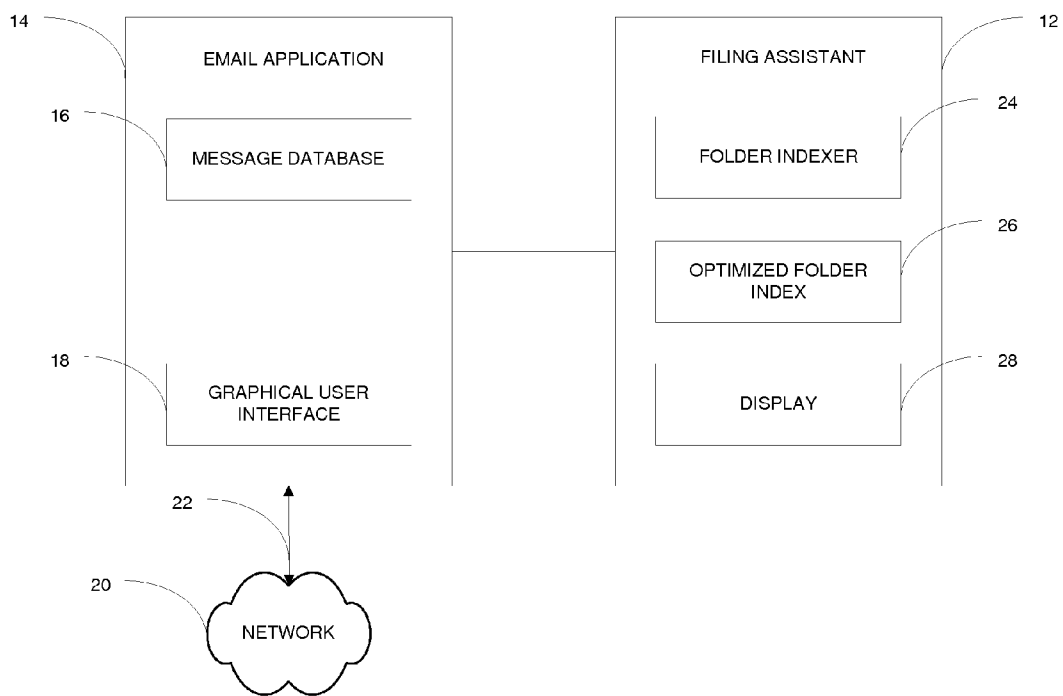 14
EMAIL APPLICATION
16
MESSAGE DATABASE
18
GRAPHICAL USER
INTERFACE
22
20
NETWORK
12
FILING ASSISTANT
24
FOLDER INDEXER
26
OPTIMIZED FOLDER
INDEX
28
DISPLAY